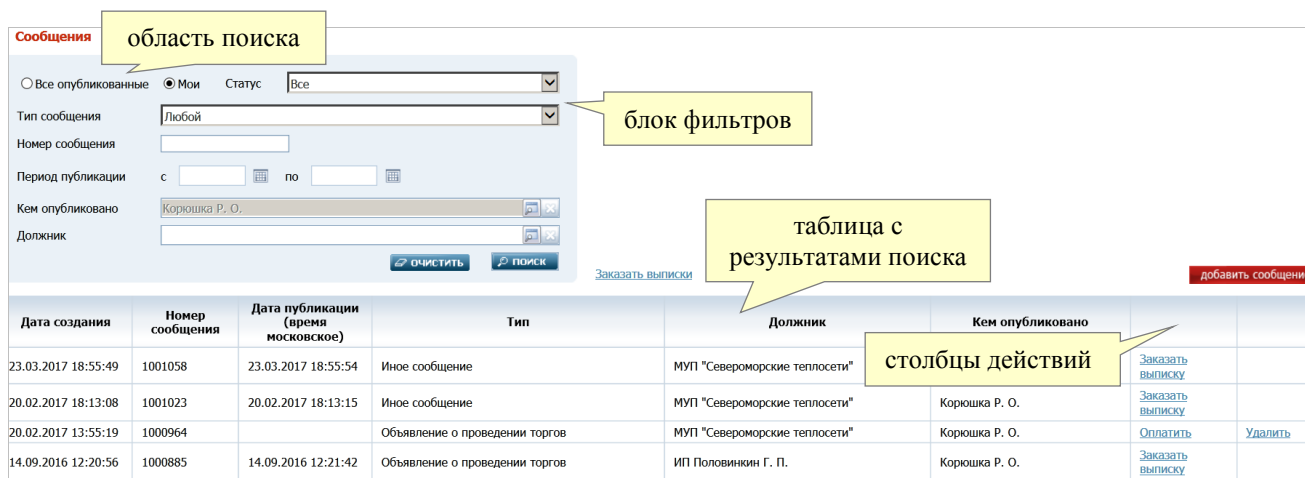 Сообщения
область поиска
Все опубликованные Мои Статус Все
блок фильтров
Тип сообщения Любой
Номер сообщения
Период публикации с по
Кем опубликовано Корюшка Р. О.
Должник
таблица с
результатами поиска
ОЧИСТИТЬ ПОИСК
Заказать выписки
добавить сообщени
Дата создания Номер сообщения Дата публикации (время московское) Тип Должник Кем опубликовано
столбцы действий
23.03.2017 18:55:49 1001058 23.03.2017 18:55:54 Иное сообщение МУП "Североморские теплосети" Заказать выписку
20.02.2017 18:13:08 1001023 20.02.2017 18:13:15 Иное сообщение МУП "Североморские теплосети" Корюшка Р. О. Заказать выписку
20.02.2017 13:55:19 1000964 Объявление о проведении торгов МУП "Североморские теплосети" Корюшка Р. О. Оплатить Удалить
14.09.2016 12:20:56 1000885 14.09.2016 12:21:42 Объявление о проведении торгов ИП Половинкин Г. П. Корюшка Р. О. Заказать выписку